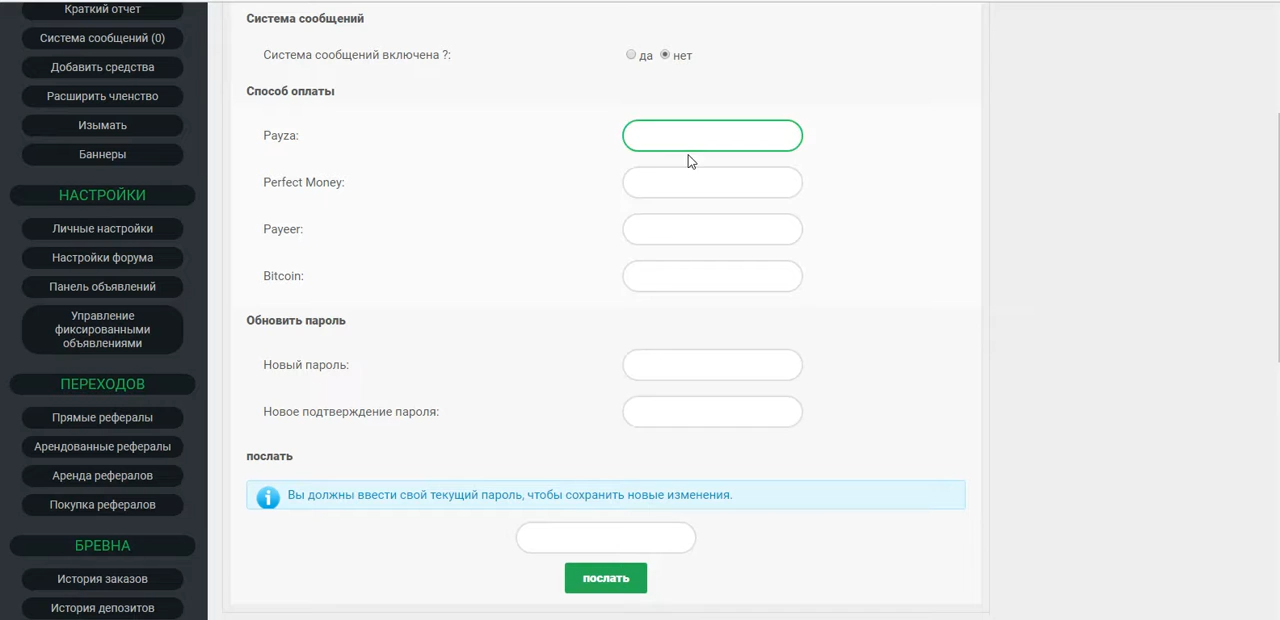 Краткий отчет
Система сообщений (0)
Добавить средства
Расширить членство
Изымать
Баннеры
НАСТРОЙКИ
Личные настройки
Настройки форума
Панель объявлений
Управление
фиксированными
объявлениями
ПЕРЕХОДОВ
Прямые рефералы
Арендованные рефералы
Аренда рефералов
Покупка рефералов
БРЕВНА
История заказов
История депозитов
Система сообщений
Система сообщений включена ?: да нет
Способ оплаты
Payza:
Perfect Money:
Payeer:
Bitcoin:
Обновить пароль
Новый пароль:
Новое подтверждение пароля:
послать
Вы должны ввести свой текущий пароль, чтобы сохранить новые изменения.
послать